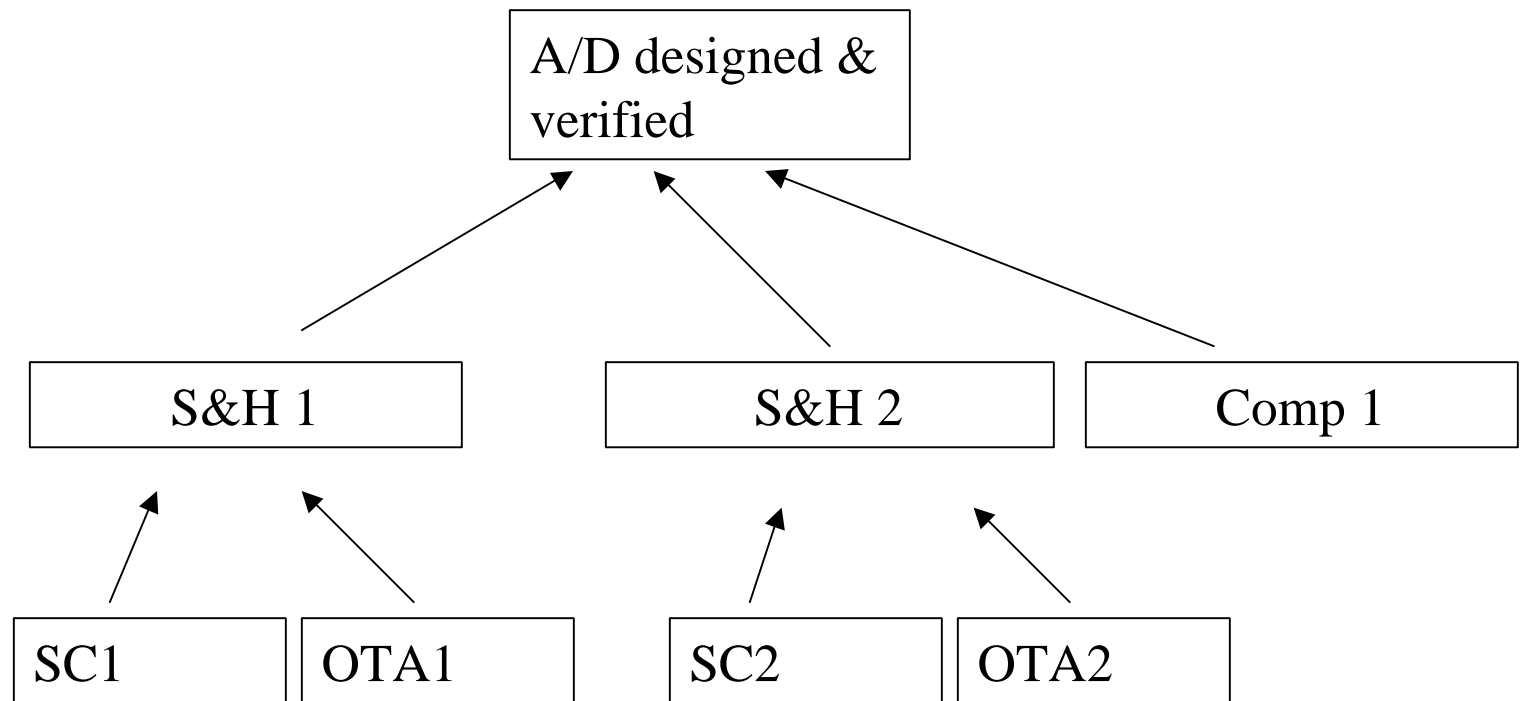 A/D designed &
verified
S&H 1
S&H 2
Comp 1
SC1
OTA1
SC2
OTA2